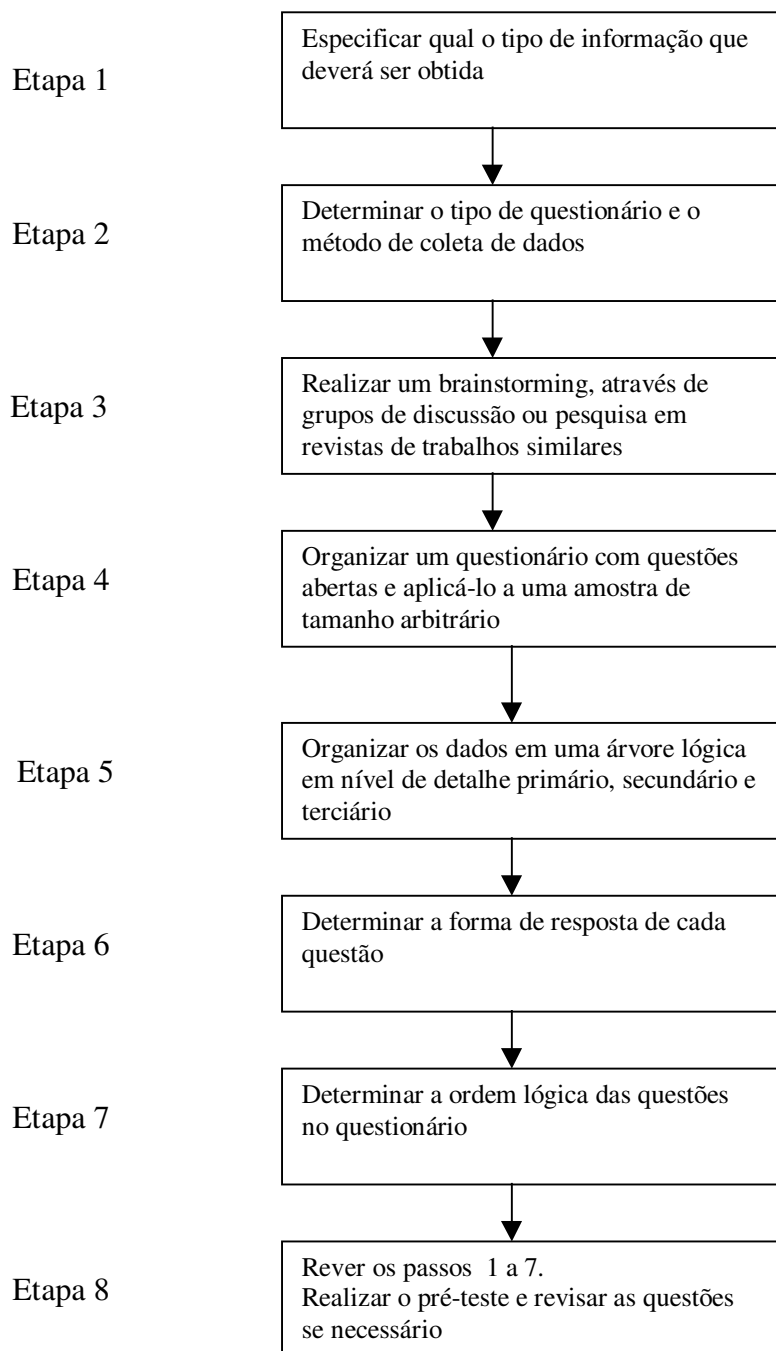 Etapa 1
Especificar qual o tipo de informação que
deverá ser obtida
Etapa 2
Determinar o tipo de questionário e o
método de coleta de dados
Etapa 3
Realizar um brainstorming, através de
grupos de discussão ou pesquisa em
revistas de trabalhos similares
Etapa 4
Organizar um questionário com questões
abertas e aplicá-lo a uma amostra de
tamanho arbitrário
Etapa 5
Organizar os dados em uma árvore lógica
em nível de detalhe primário, secundário e
terciário
Etapa 6
Determinar a forma de resposta de cada
questão
Etapa 7
Determinar a ordem lógica das questões
no questionário
Etapa 8
Rever os passos 1 a 7.
Realizar o pré-teste e revisar as questões
se necessário